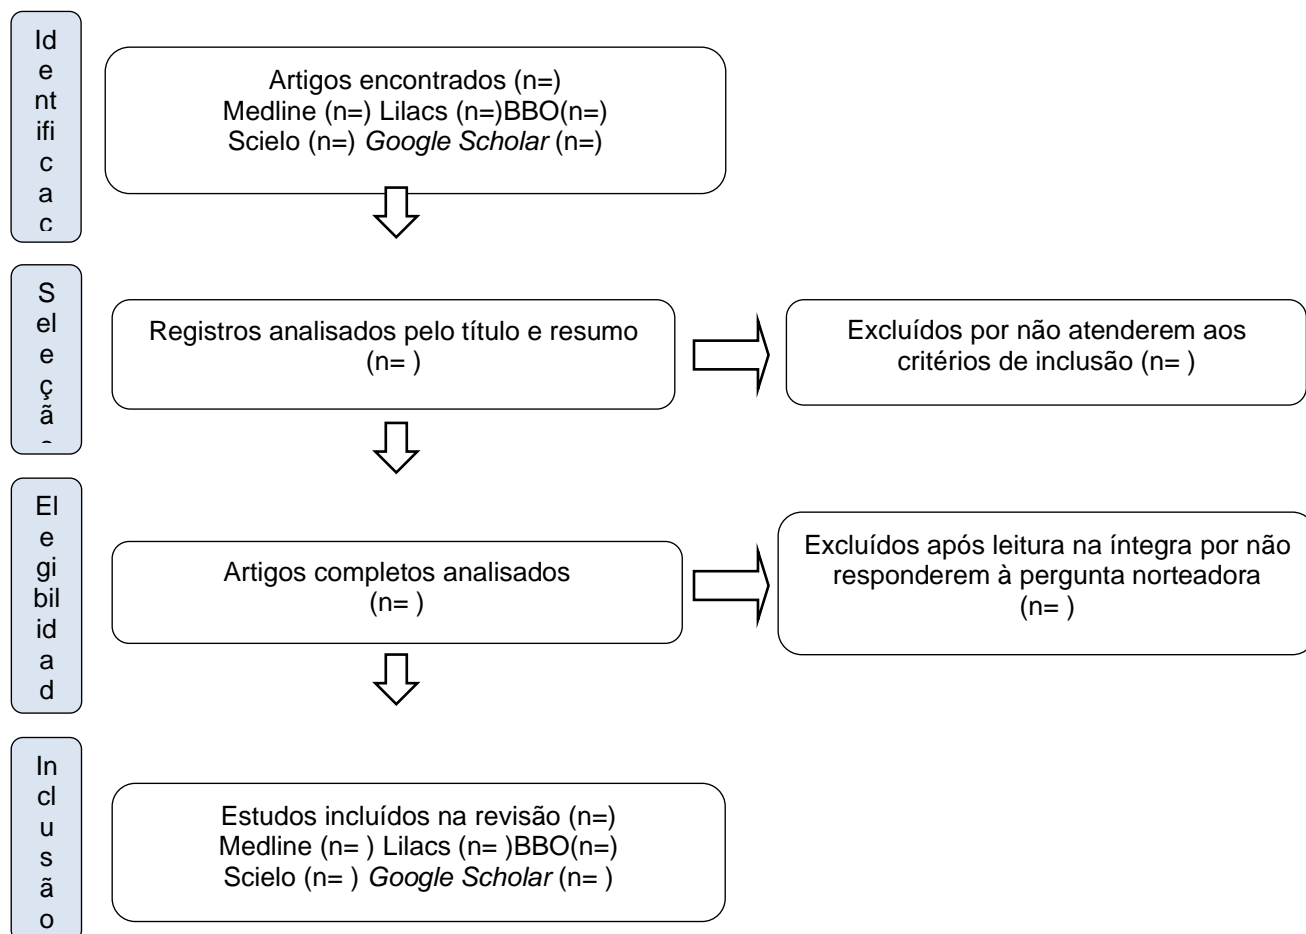 Id
e
nt
ifi
c
a
c
Artigos encontrados (n=)
Medline (n=) Lilacs (n=)BBO(n=)
Scielo (n=) Google Scholar (n=)
S
el
e
ç
ã
Registros analisados pelo título e resumo
(n= )
Excluídos por não atenderem aos
critérios de inclusão (n= )
El
e
gi
bil
id
a
d
Artigos completos analisados
(n= )
Excluídos após leitura na íntegra por não
responderem à pergunta norteadora
(n= )
In
cl
u
s
ã
o
Estudos incluídos na revisão (n=)
Medline (n= ) Lilacs (n= )BBO(n=)
Scielo (n= ) Google Scholar (n= )